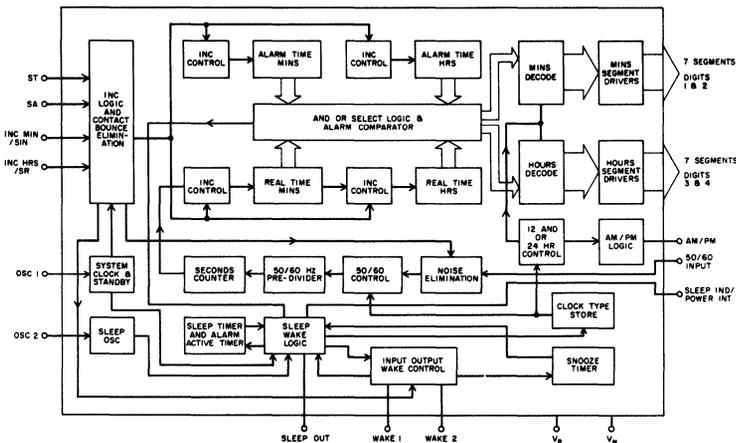 ST
SA
INC MIN
/SIN
INC HRS
/SR
OSC 1
OSC 2
INC
LOGIC
AND
CONTACT
BOUNCE
ELIMI-
NATION
INC
CONTROL
ALARM TIME
MINS
INC
CONTROL
ALARM TIME
HRS
AND OR SELECT LOGIC &
ALARM COMPARATOR
INC
CONTROL
REAL TIME
MINS
INC
CONTROL
REAL TIME
HRS
MINS
DECODE
MINS
SEGMENT
DRIVERS
7 SEGMENTS
DIGITS
1 & 2
HOURS
DECODE
HOURS
SEGMENT
DRIVERS
7 SEGMENTS
DIGITS
3 & 4
12 AND
OR
24 HR
CONTROL
AM/PM
LOGIC
AM/PM
50/60
INPUT
SLEEP IND/
POWER INT
SYSTEM
CLOCK &
STANDBY
SECONDS
COUNTER
50/60 Hz
PRE-DIVIDER
50/60
CONTROL
NOISE
ELIMINATION
CLOCK TYPE
STORE
SLEEP
OSC
SLEEP TIMER
AND ALARM
ACTIVE TIMER
SLEEP
WAKE
LOGIC
INPUT OUTPUT
WAKE CONTROL
SNOOZE
TIMER
SLEEP OUT
WAKE 1
WAKE 2